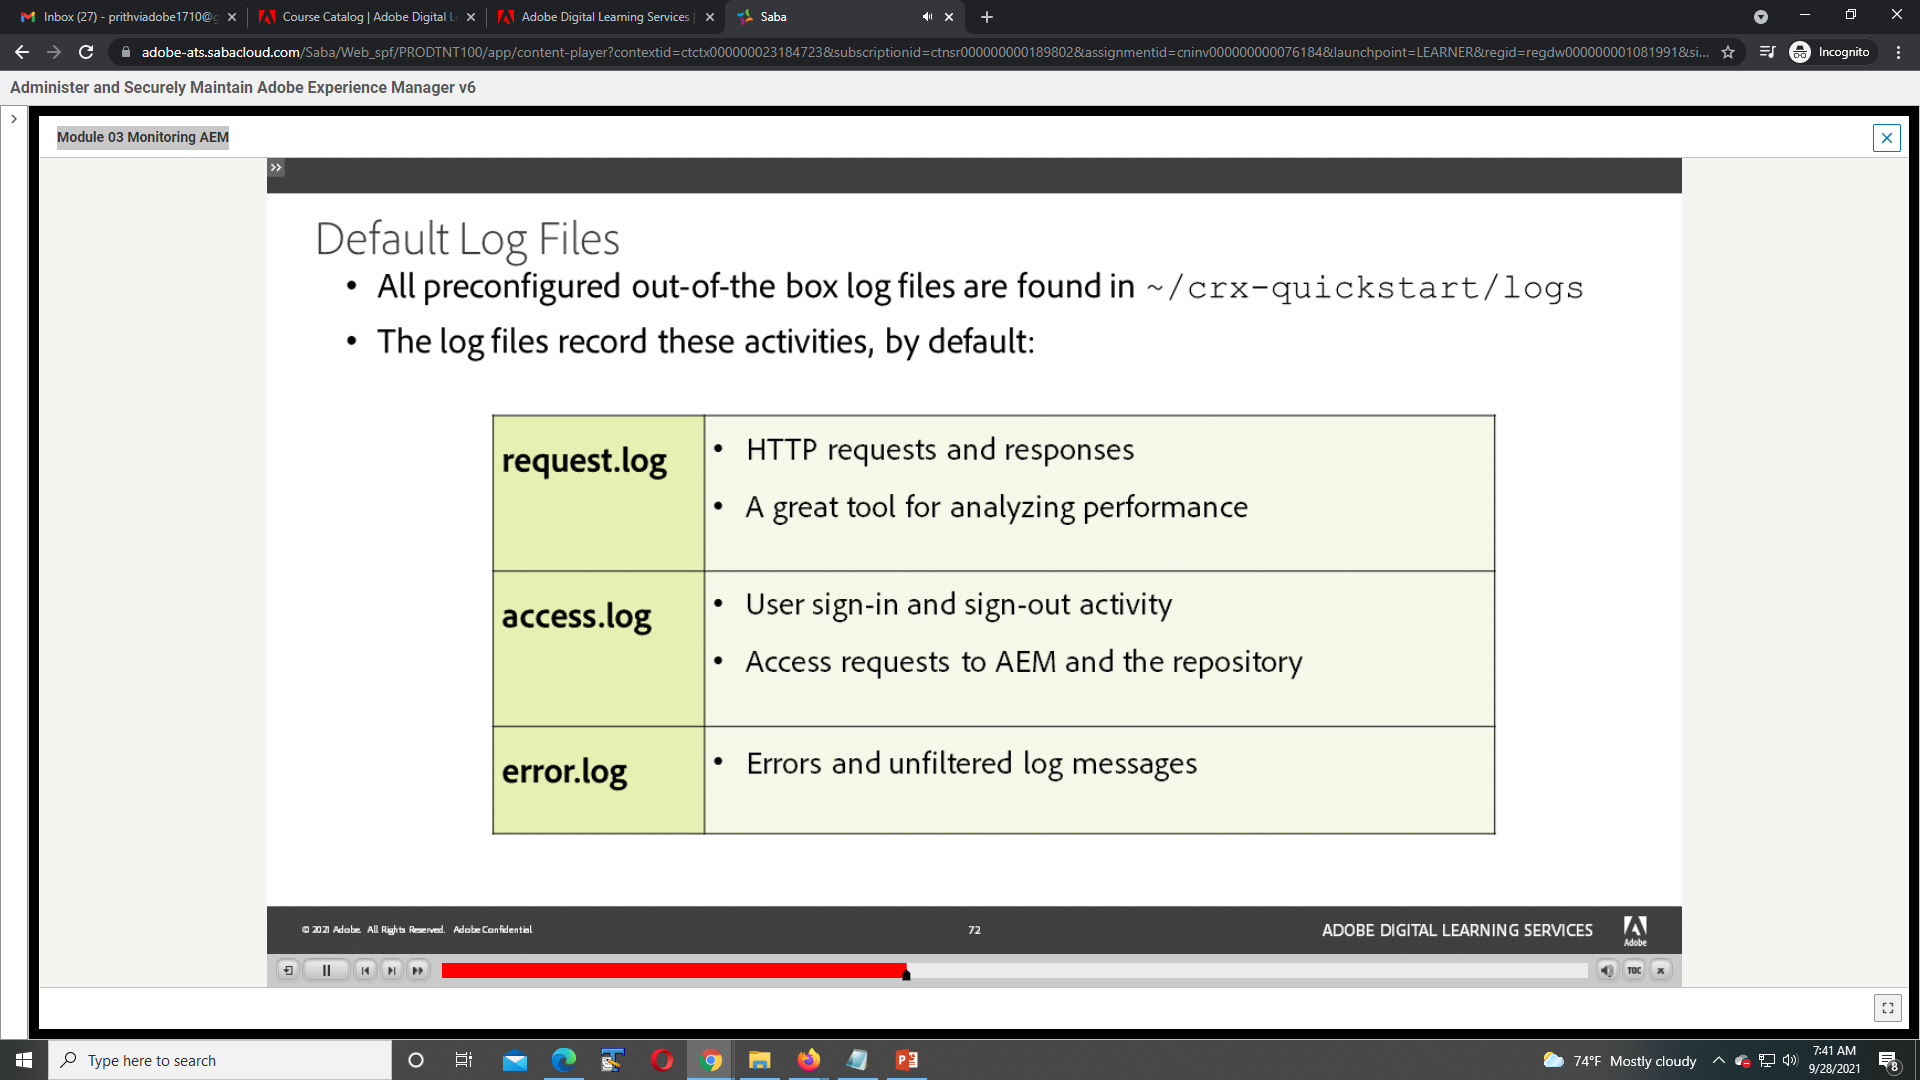 Inbox (27) - prithviadobe1710@g
Course Catalog | Adobe Digital L
Adobe Digital Learning Services |
Saba
adobe-ats.sabacloud.com/Saba/Web_spf/PRODTNT100/app/content-player?contextid=ctctx000000023184723&subscriptionid=ctnsr0000000000189802&assignmentid=cninv000000000076184&launchpoint=LEARNER&regid=regdw000000001081991&si...
Incognito
Administer and Securely Maintain Adobe Experience Manager v6
Module 03 Monitoring AEM
Default Log Files
• All preconfigured out-of-the box log files are found in ~/crx-quickstart/logs
• The log files record these activities, by default:
request.log
• HTTP requests and responses
• A great tool for analyzing performance
access.log
• User sign-in and sign-out activity
• Access requests to AEM and the repository
error.log
• Errors and unfiltered log messages
© 2021 Adobe. All Rights Reserved. Adobe Confidential
72
ADOBE DIGITAL LEARNING SERVICES
Adobe
TOC
Type here to search
74°F Mostly cloudy
7:41 AM
9/28/2021
8